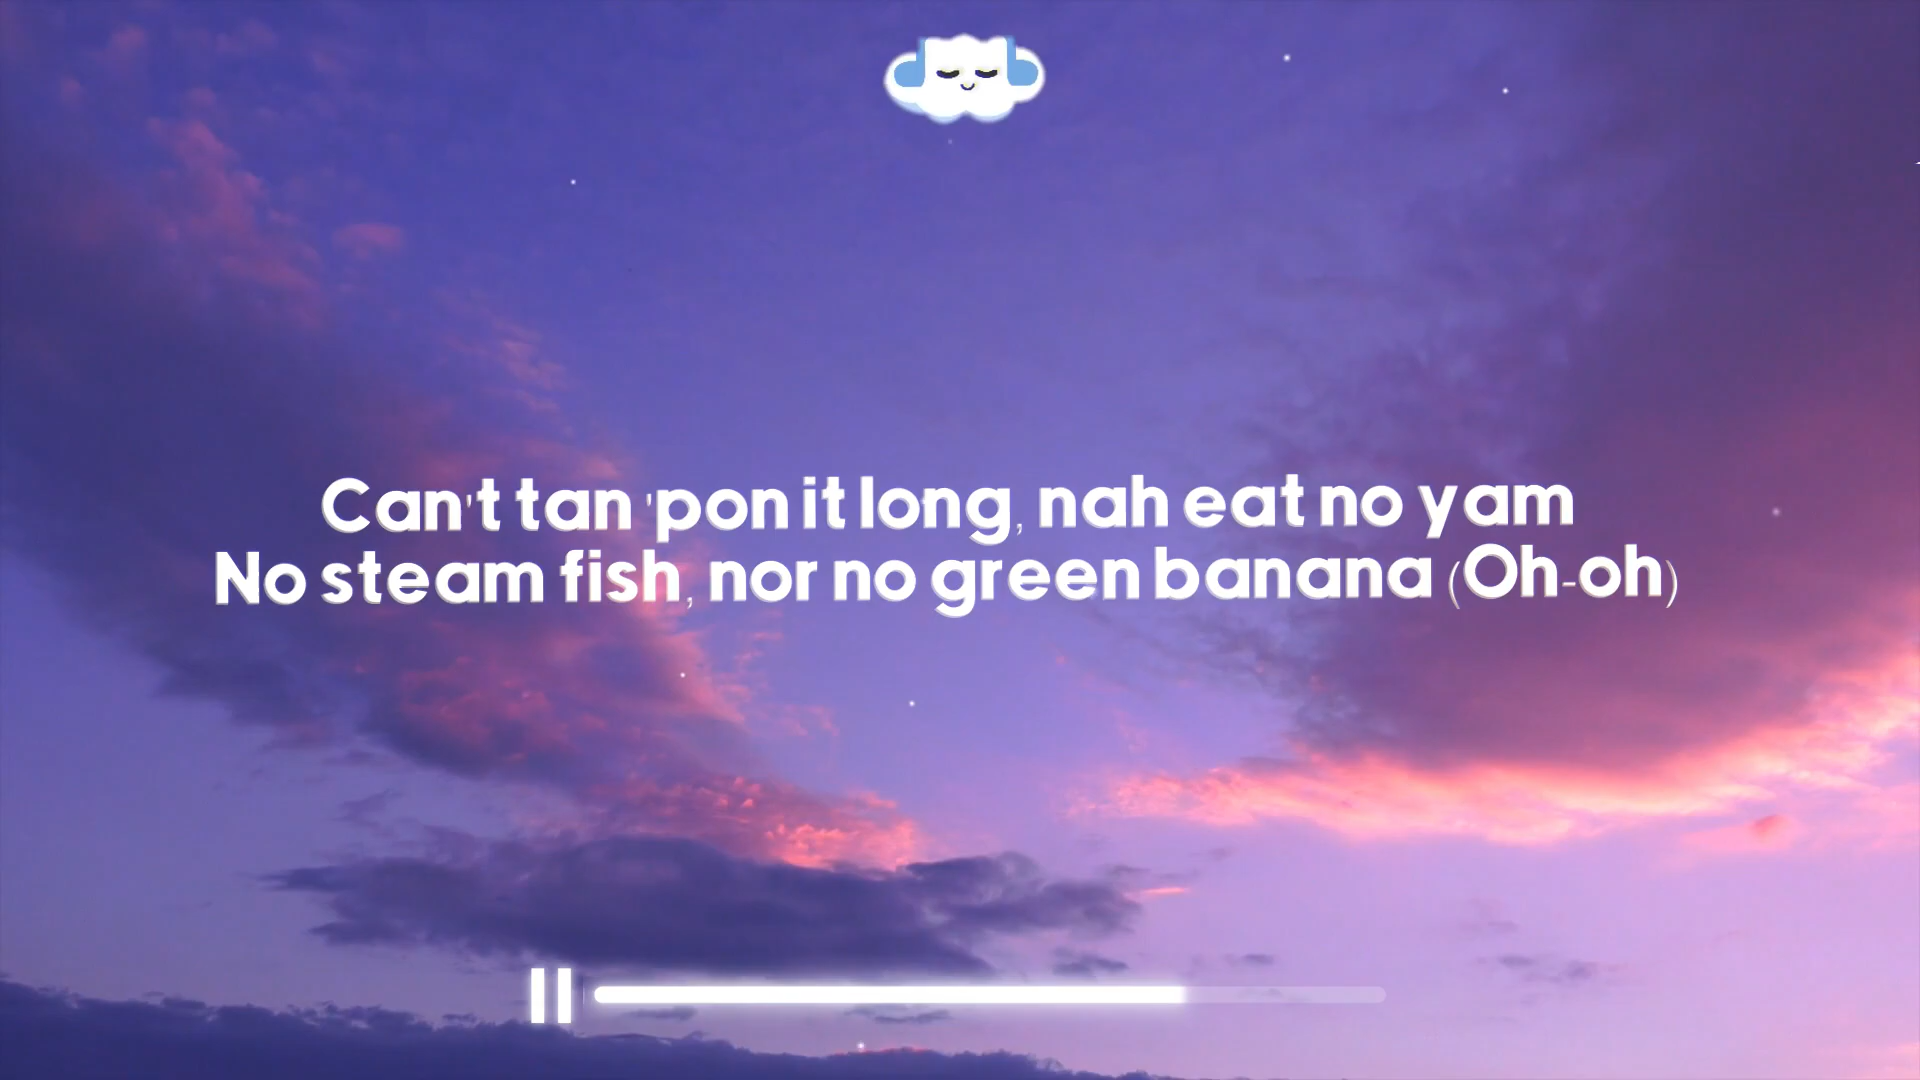 Can't tan 'pon it long, nah eat no yam
No steam fish, nor no green banana (Oh-oh)